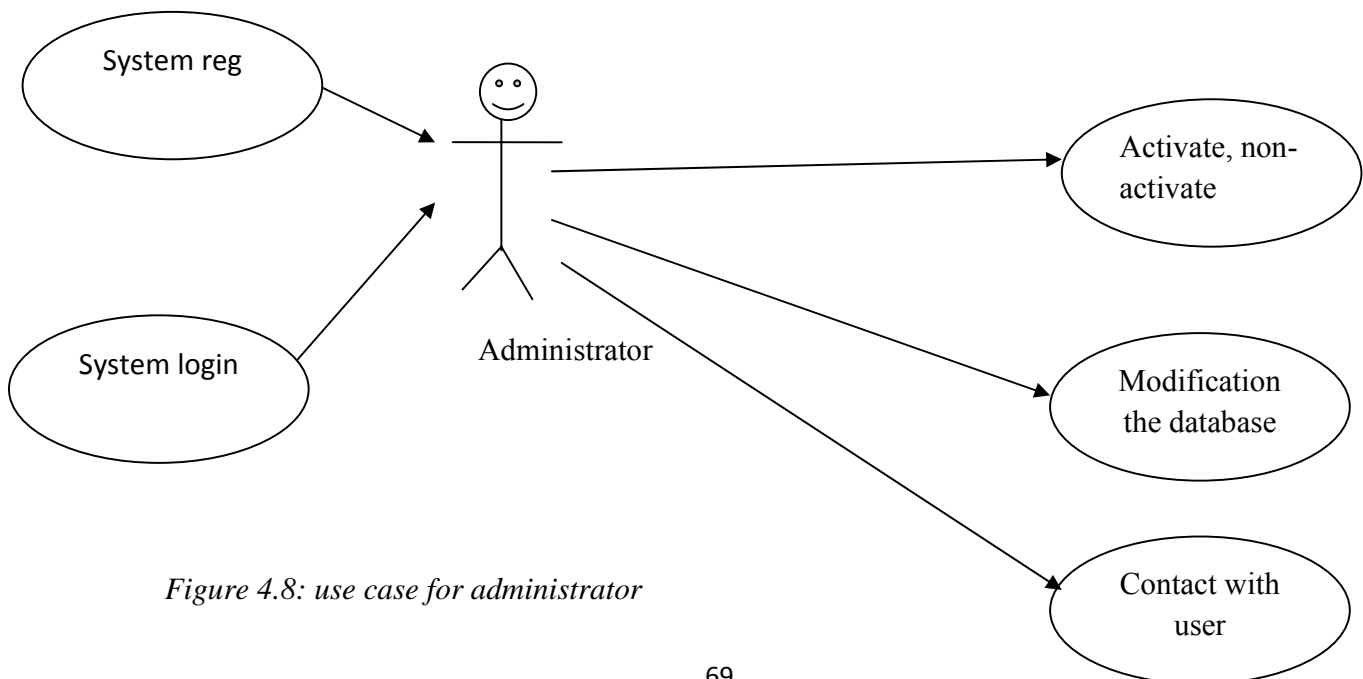 System reg
Activate, non-
activate
System login
Administrator
Modification
the database
Figure 4.8: use case for administrator
Contact with
user
69